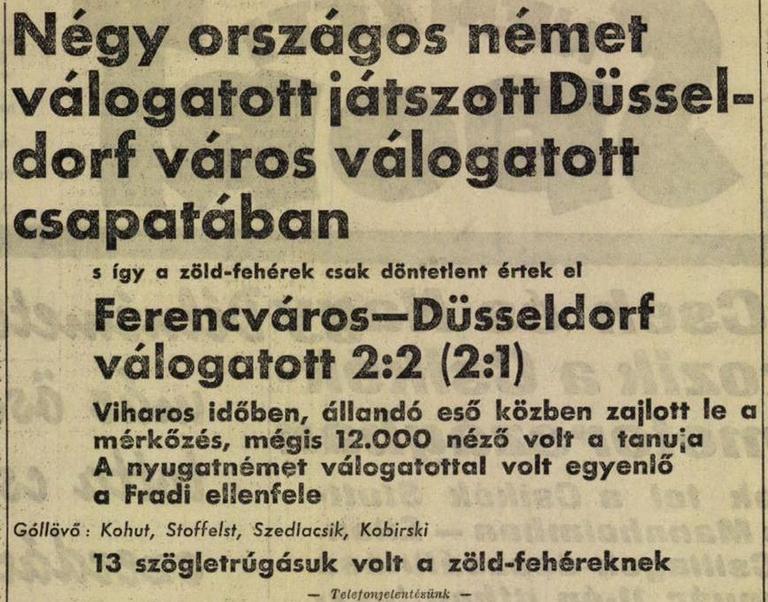 Négy országos német
válogatott játszott Düssel-
dorf város válogatott
csapatában
s így a zöld-fehérek csak döntetlent értek el
Ferencváros—Düsseldorf
válogatott 2:2 (2:1)
Viharos időben, állandó eső közben zajlott le a
mérkőzés, mégis 12.000 néző volt a tanuja
A nyugatnémet válogatottal volt egyenlő
a Fradi ellenfele
Góllövő: Kohut, Stoffelst, Szedlacsik, Kobirski
13 szögletrúgásuk volt a zöld-fehéreknek
— Telefonjelentésünk —